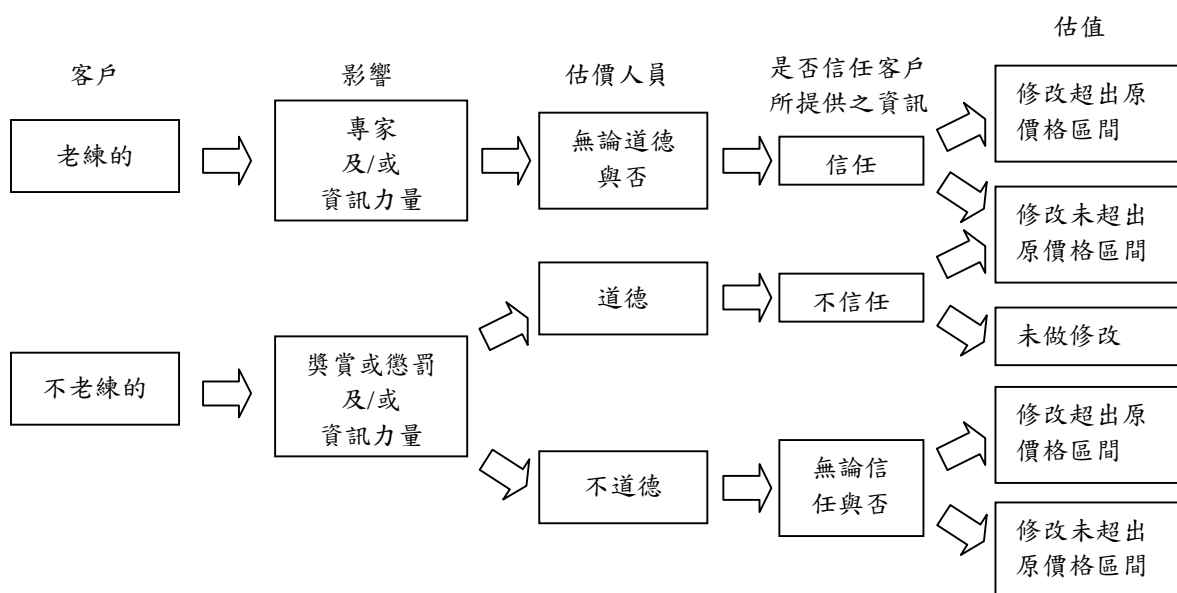 客戶
影響
估價人員
是否信任客戶
所提供之資訊
估值
老練的
專家
及/或
資訊力量
無論道德
與否
信任
修改超出原
價格區間
修改未超出
原價格區間
不老練的
獎賞或懲罰
及/或
資訊力量
道德
不信任
未做修改
不道德
無論信
任與否
修改超出原
價格區間
修改未超出
原價格區間